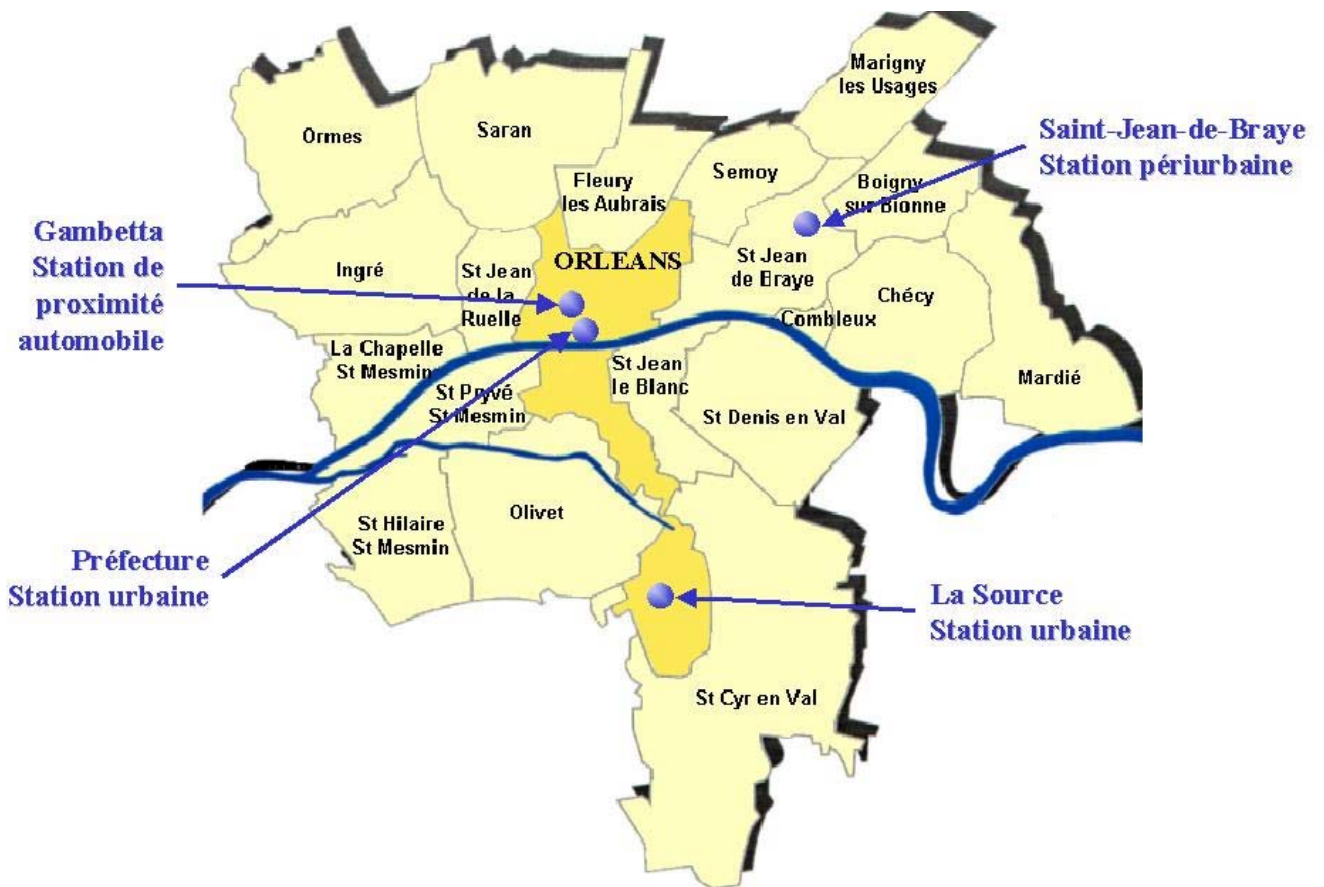 Marigny
les Usages
Saint-Jean-de-Braye
Station périurbaine
Ormes
Saran
Semoy
Fleury
les Aubrais
Boigny
sur Bionne
Gambetta
Station de
proximité
automobile
Ingré
St Jean
de la
Ruelle
ORLEANS
St Jean
de Braye
Chécy
Combleux
La Chapelle
St Mesmin
St Pryvé
St Mesmin
St Jean
le Blanc
Mardié
St Denis en Val
Olivet
St Hilaire
St Mesmin
Préfecture
Station urbaine
La Source
Station urbaine
St Cyr en Val